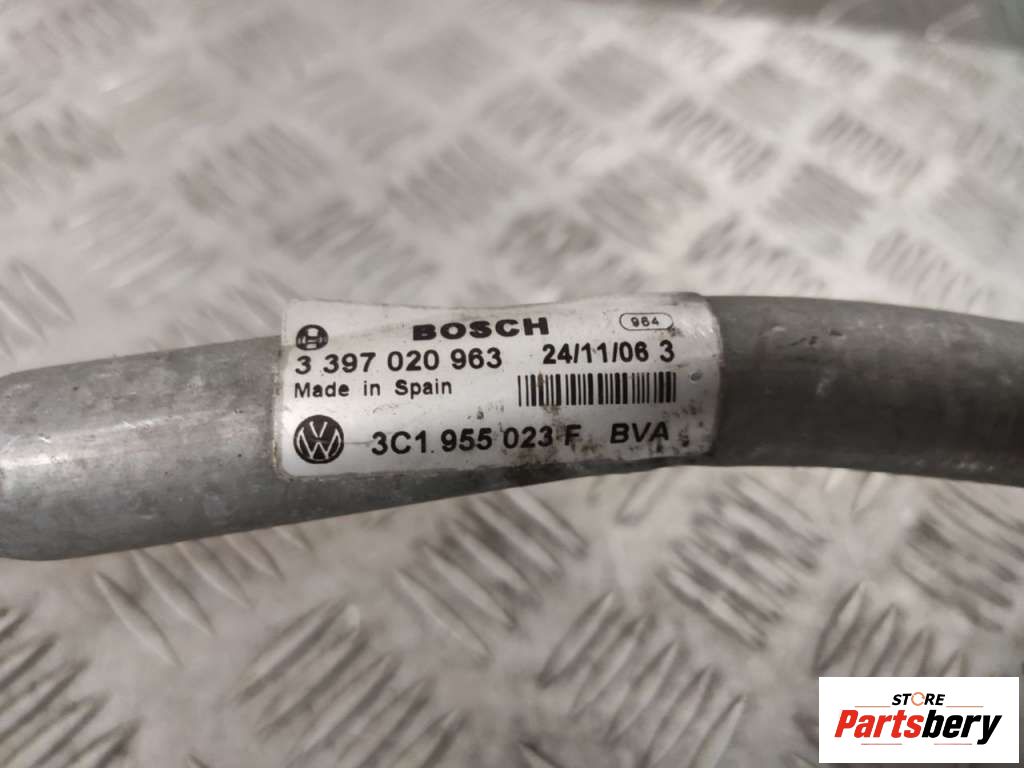 BOSCH 964
3 397 020 963 24/11/06 3
Made in Spain
VW 3C1 955 023 F BVA
STORE
Partsbery